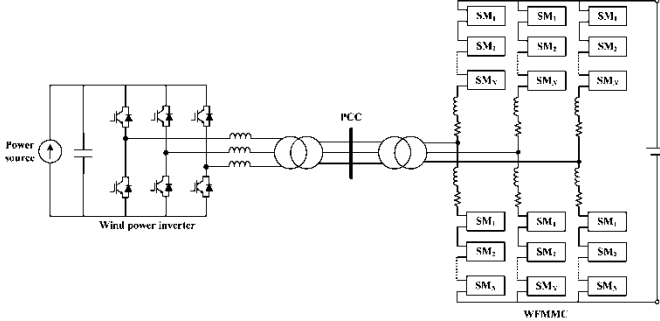 SM1 SM1 SM1
SM2 SM2 SM2
SMN SMN SMN
PCC
Power
source
Wind power inverter
SM1 SM1 SM1
SM2 SM2 SM2
SMN SMN SMN
WFMMC